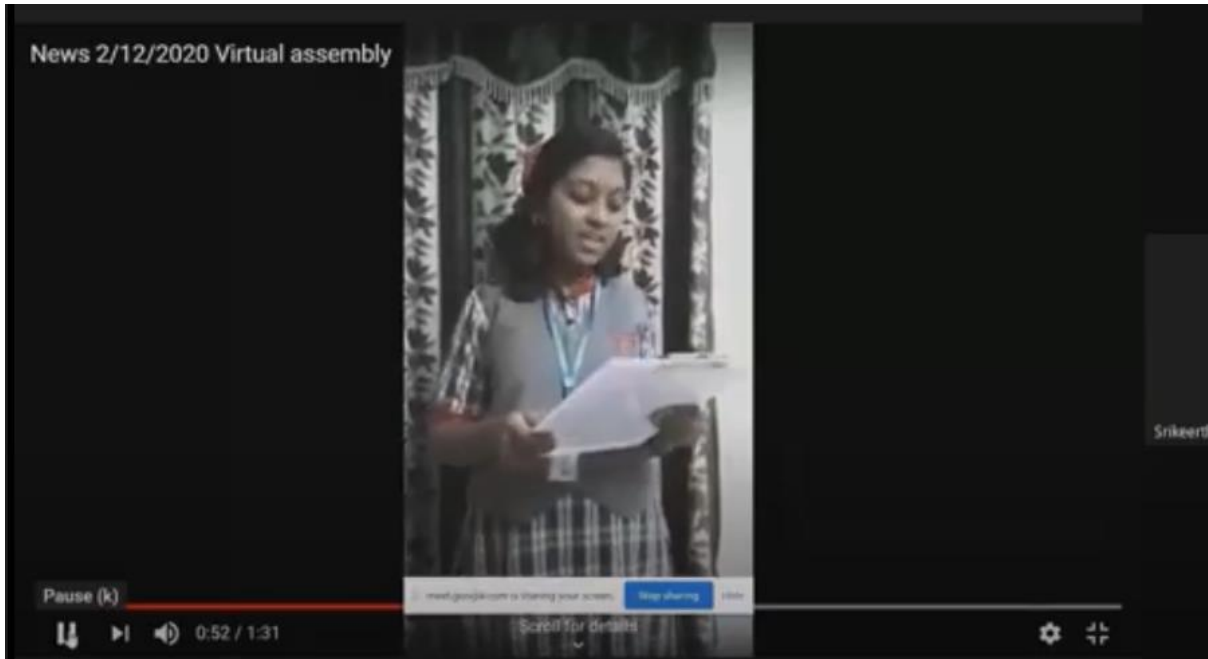 News 2/12/2020 Virtual assembly
Srikeerth
meet.google.com is sharing your screen. Stop sharing Hide
Pause (k)
Scroll for details
0:52 / 1:31